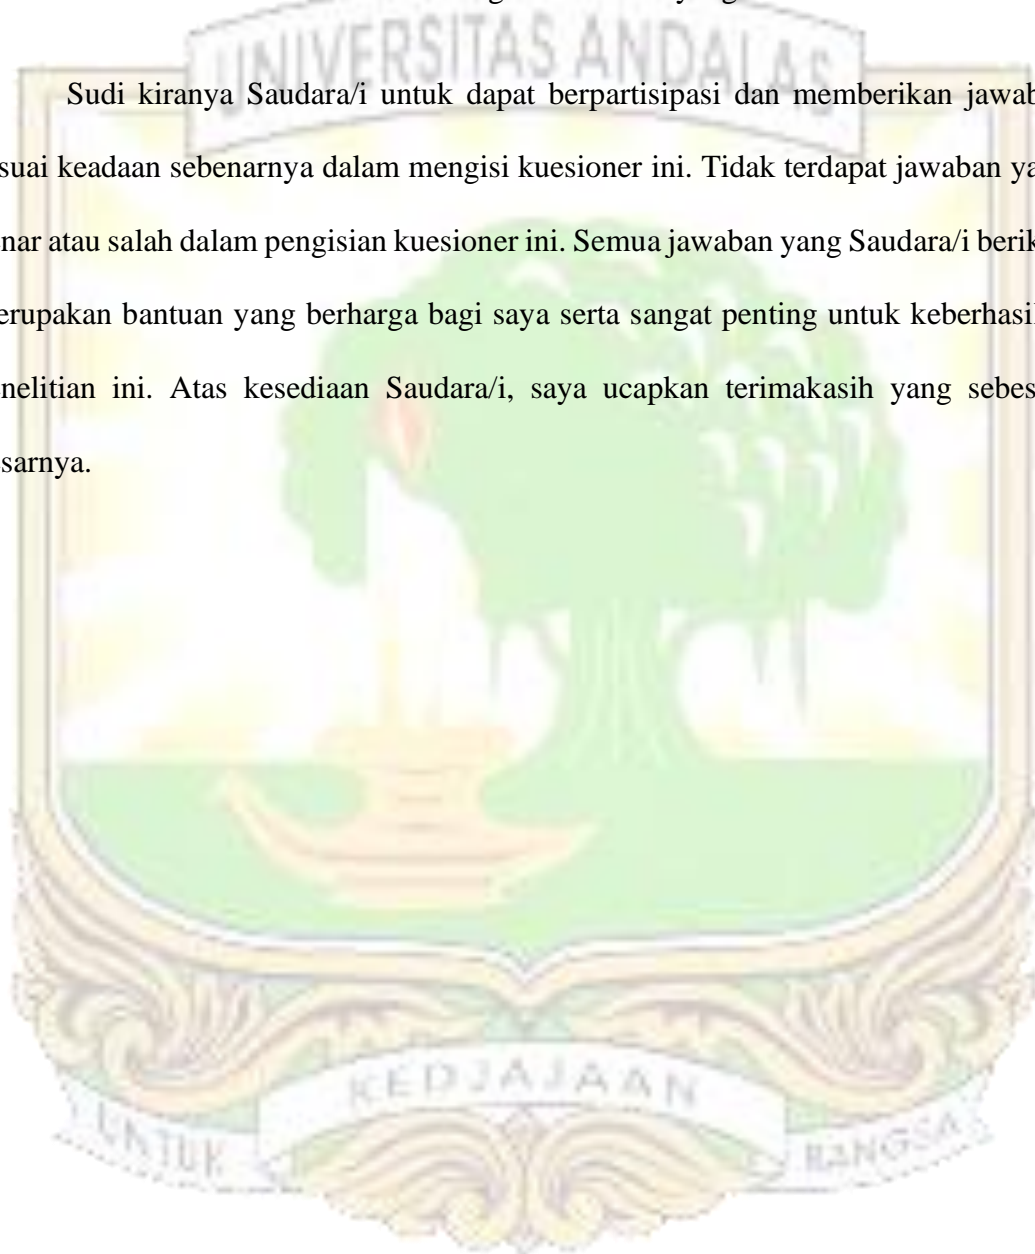 UNIVERSITAS ANDALAS
Sudi kiranya Saudara/i untuk dapat berpartisipasi dan memberikan jawab
suai keadaan sebenarnya dalam mengisi kuesioner ini. Tidak terdapat jawaban ya
nar atau salah dalam pengisian kuesioner ini. Semua jawaban yang Saudara/i berik
erupakan bantuan yang berharga bagi saya serta sangat penting untuk keberhasil
nelitian ini. Atas kesediaan Saudara/i, saya ucapkan terimakasih yang sebes
sarnya.
KEDJAJAAN
UNTUK BANGSA